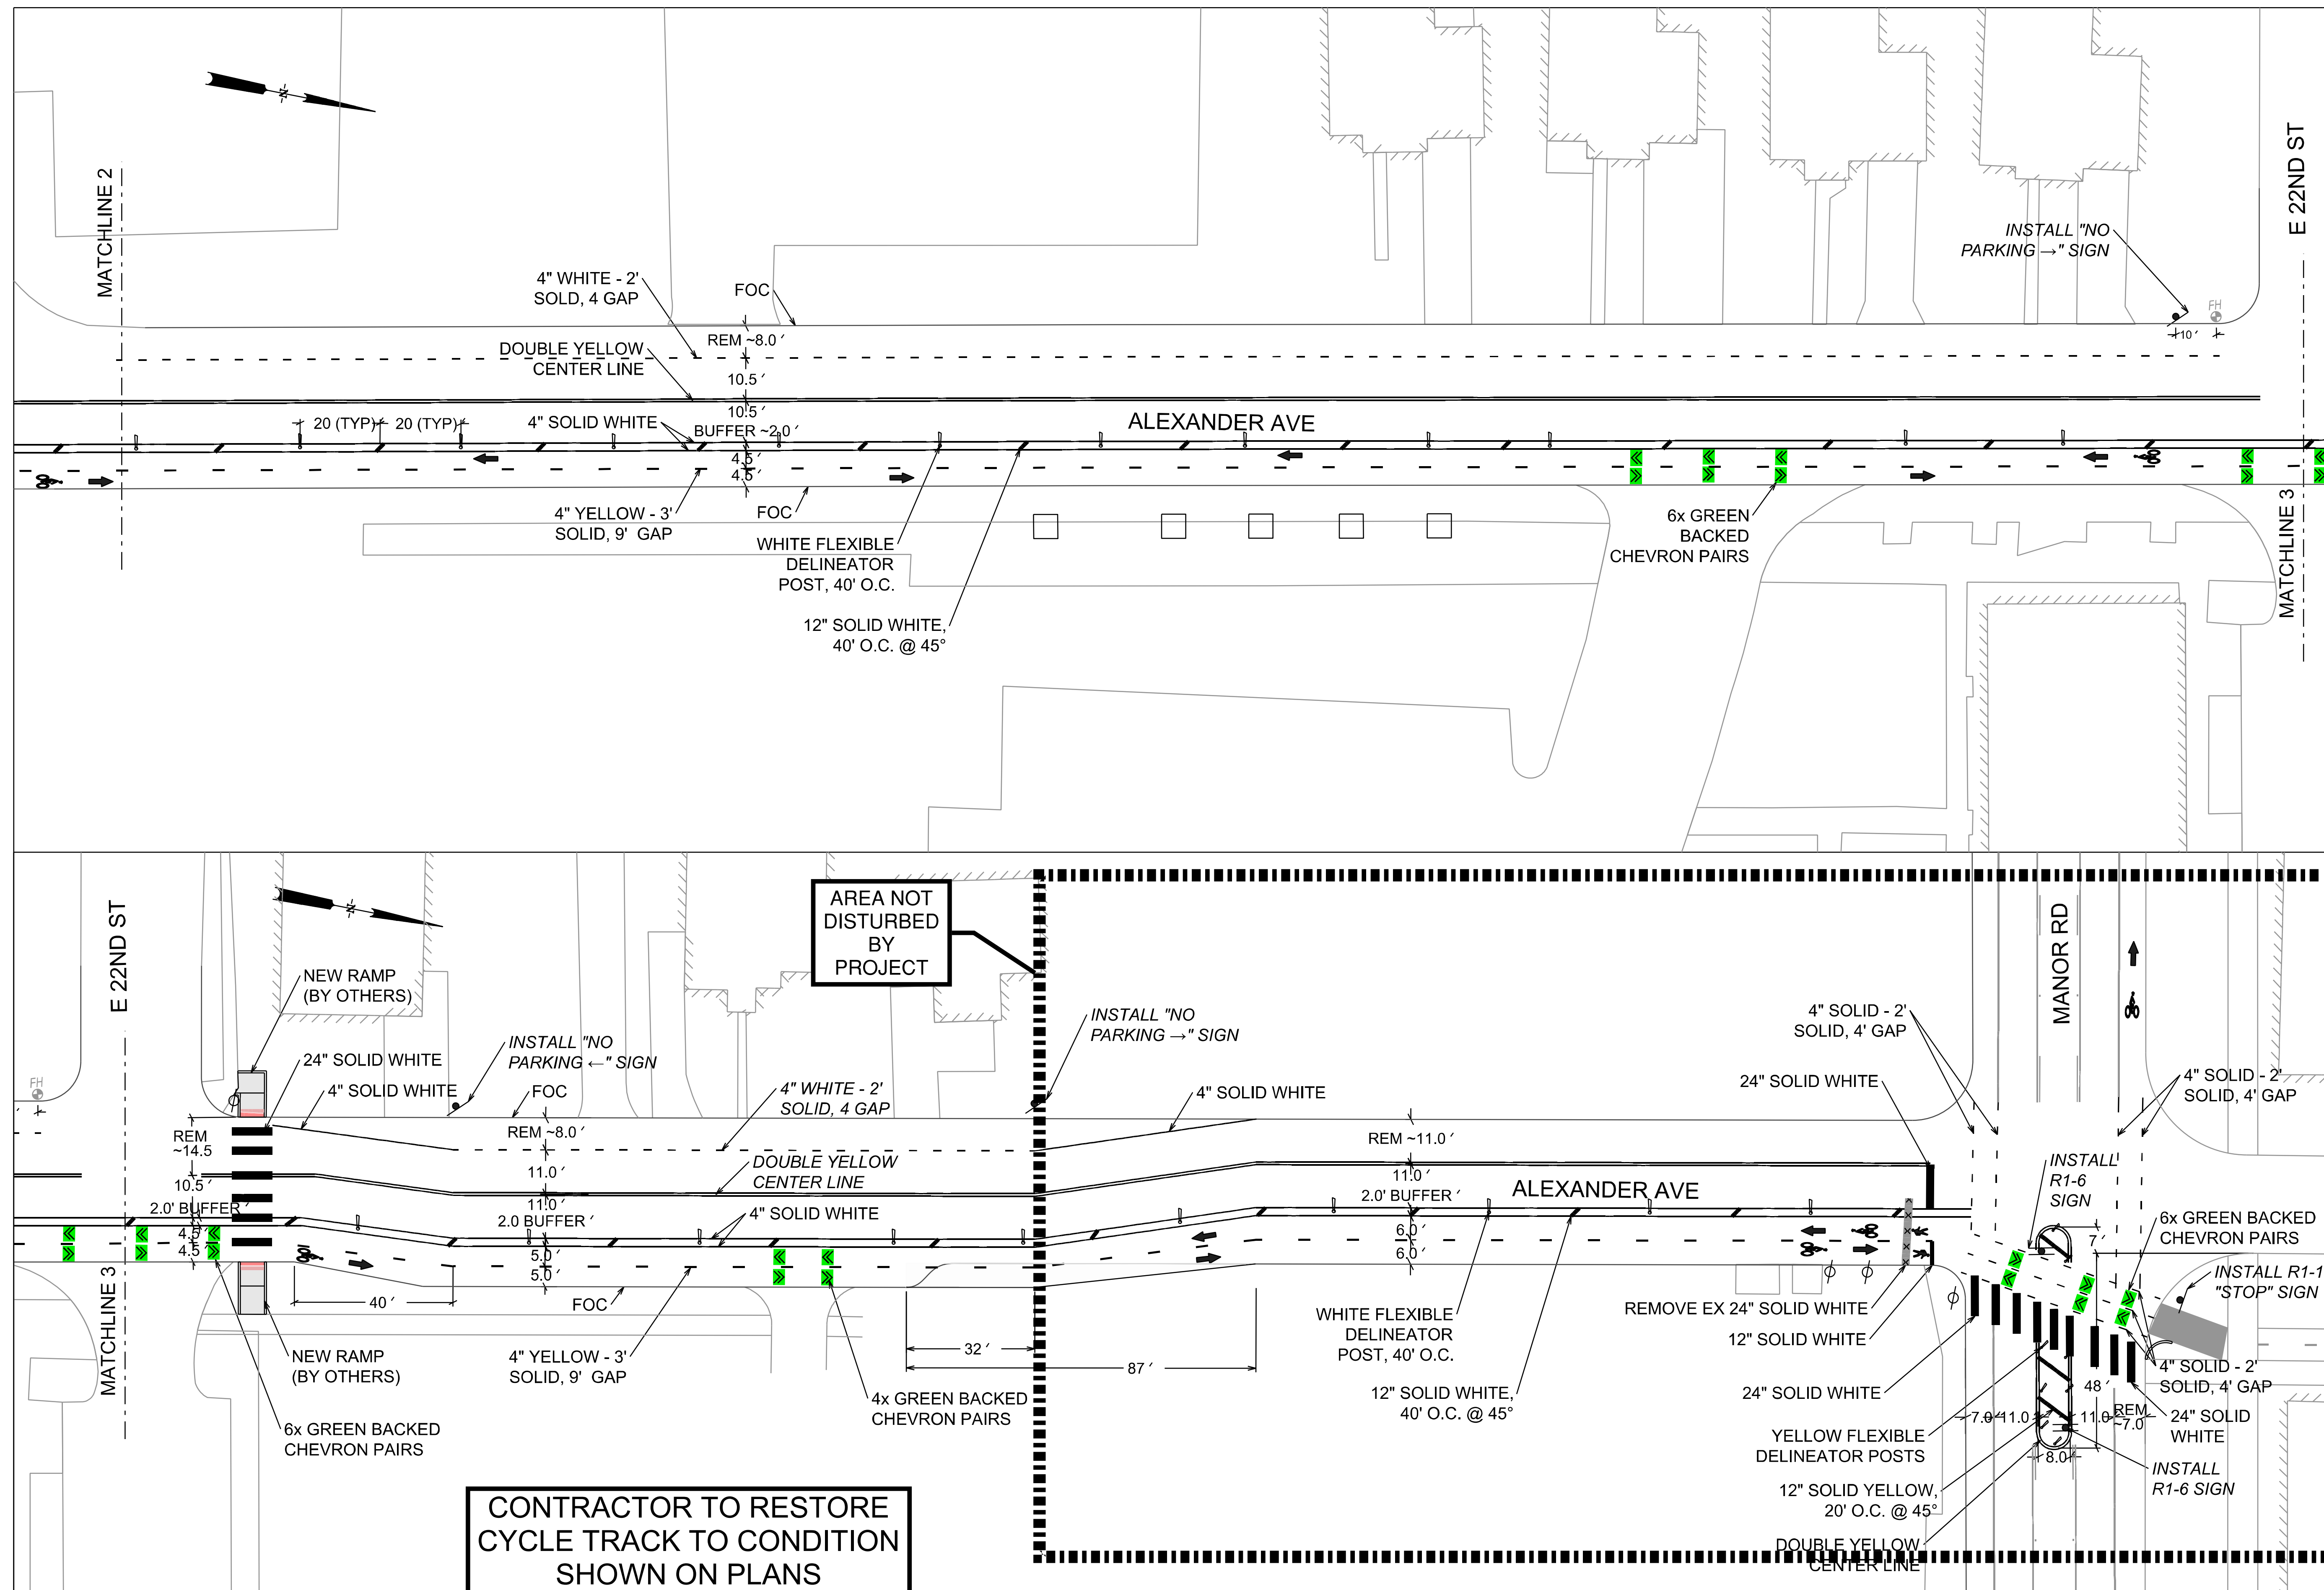 MATCHLINE 2
N
4" WHITE - 2'
SOLD, 4 GAP
FOC
REM ~8.0 ′
DOUBLE YELLOW
CENTER LINE
10.5 ′
10.5 ′
20 (TYP)
20 (TYP)
4" SOLID WHITE
BUFFER ~2.0 ′
4.5 ′
4.5 ′
ALEXANDER AVE
4" YELLOW - 3'
SOLID, 9' GAP
FOC
WHITE FLEXIBLE
DELINEATOR
POST, 40' O.C.
12" SOLID WHITE,
40' O.C. @ 45°
6x GREEN
BACKED
CHEVRON PAIRS
INSTALL "NO
PARKING →" SIGN
FH
10′
E 22ND ST
MATCHLINE 3
E 22ND ST
MATCHLINE 3
N
FH
NEW RAMP
(BY OTHERS)
24" SOLID WHITE
4" SOLID WHITE
INSTALL "NO
PARKING ←" SIGN
FOC
4" WHITE - 2'
SOLID, 4 GAP
REM
~14.5
10.5 ′
2.0' BUFFER ′
4.5 ′
4.5 ′
REM ~8.0 ′
11.0 ′
11.0 ′
2.0 BUFFER ′
5.0 ′
5.0 ′
DOUBLE YELLOW
CENTER LINE
4" SOLID WHITE
40 ′
FOC
NEW RAMP
(BY OTHERS)
4" YELLOW - 3'
SOLID, 9' GAP
6x GREEN BACKED
CHEVRON PAIRS
4x GREEN BACKED
CHEVRON PAIRS
32 ′
87 ′
AREA NOT
DISTURBED
BY
PROJECT
INSTALL "NO
PARKING →" SIGN
4" SOLID WHITE
REM ~11.0 ′
11.0 ′
2.0' BUFFER ′
6.0 ′
6.0 ′
ALEXANDER AVE
WHITE FLEXIBLE
DELINEATOR
POST, 40' O.C.
12" SOLID WHITE,
40' O.C. @ 45°
4" SOLID - 2'
SOLID, 4' GAP
24" SOLID WHITE
REMOVE EX 24" SOLID WHITE
12" SOLID WHITE
24" SOLID WHITE
YELLOW FLEXIBLE
DELINEATOR POSTS
12" SOLID YELLOW,
20' O.C. @ 45°
DOUBLE YELLOW
CENTER LINE
MANOR RD
4" SOLID - 2'
SOLID, 4' GAP
INSTALL
R1-6
SIGN
6x GREEN BACKED
CHEVRON PAIRS
7 ′
INSTALL R1-1
"STOP" SIGN
4" SOLID - 2'
SOLID, 4' GAP
48 ′
7.0 ′
11.0 ′
11.0 ′
REM
~7.0
8.0 ′
24" SOLID
WHITE
INSTALL
R1-6 SIGN
CONTRACTOR TO RESTORE
CYCLE TRACK TO CONDITION
SHOWN ON PLANS